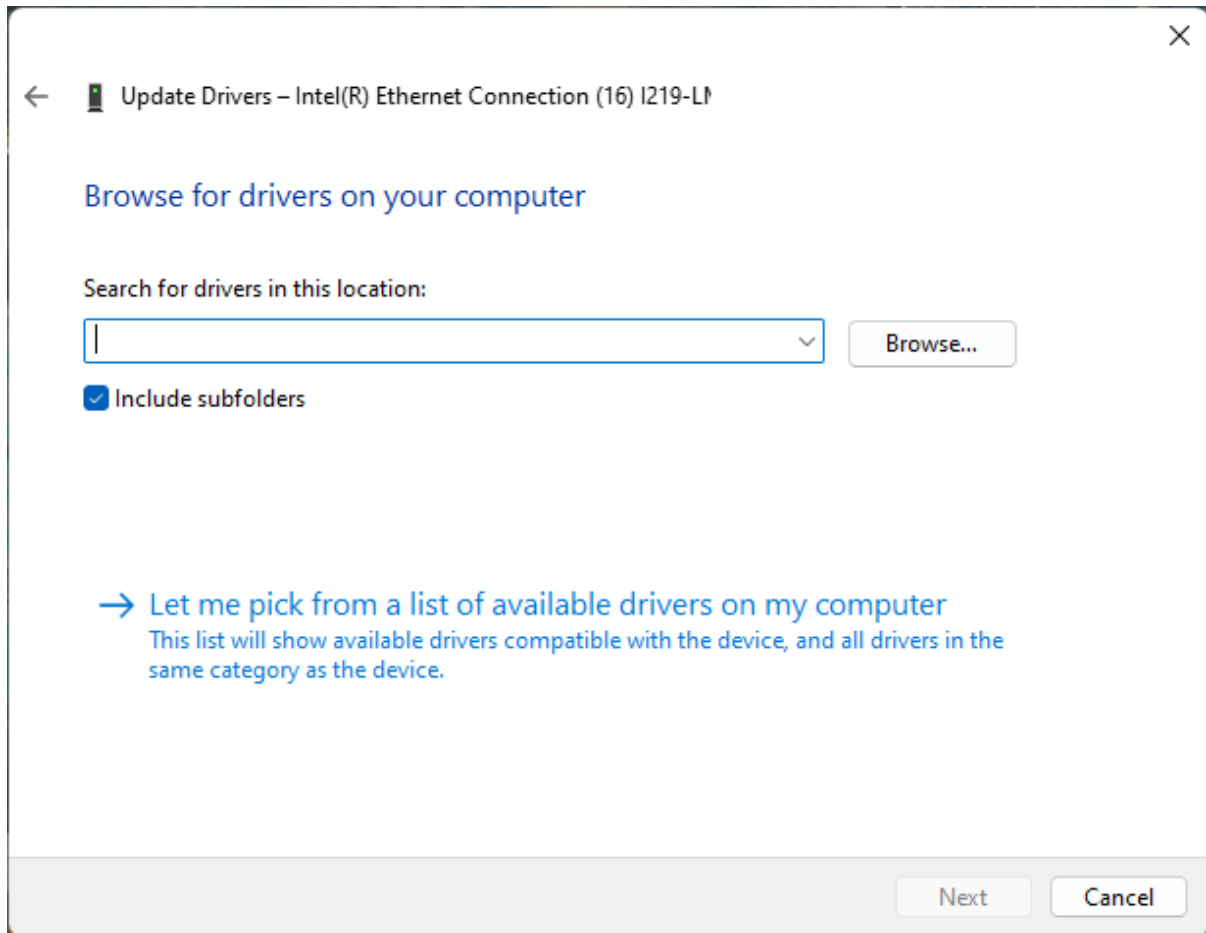 Update Drivers – Intel(R) Ethernet Connection (16) I219-LM
Browse for drivers on your computer
Search for drivers in this location:
Browse...
Include subfolders
Let me pick from a list of available drivers on my computer
This list will show available drivers compatible with the device, and all drivers in the
same category as the device.
Next
Cancel